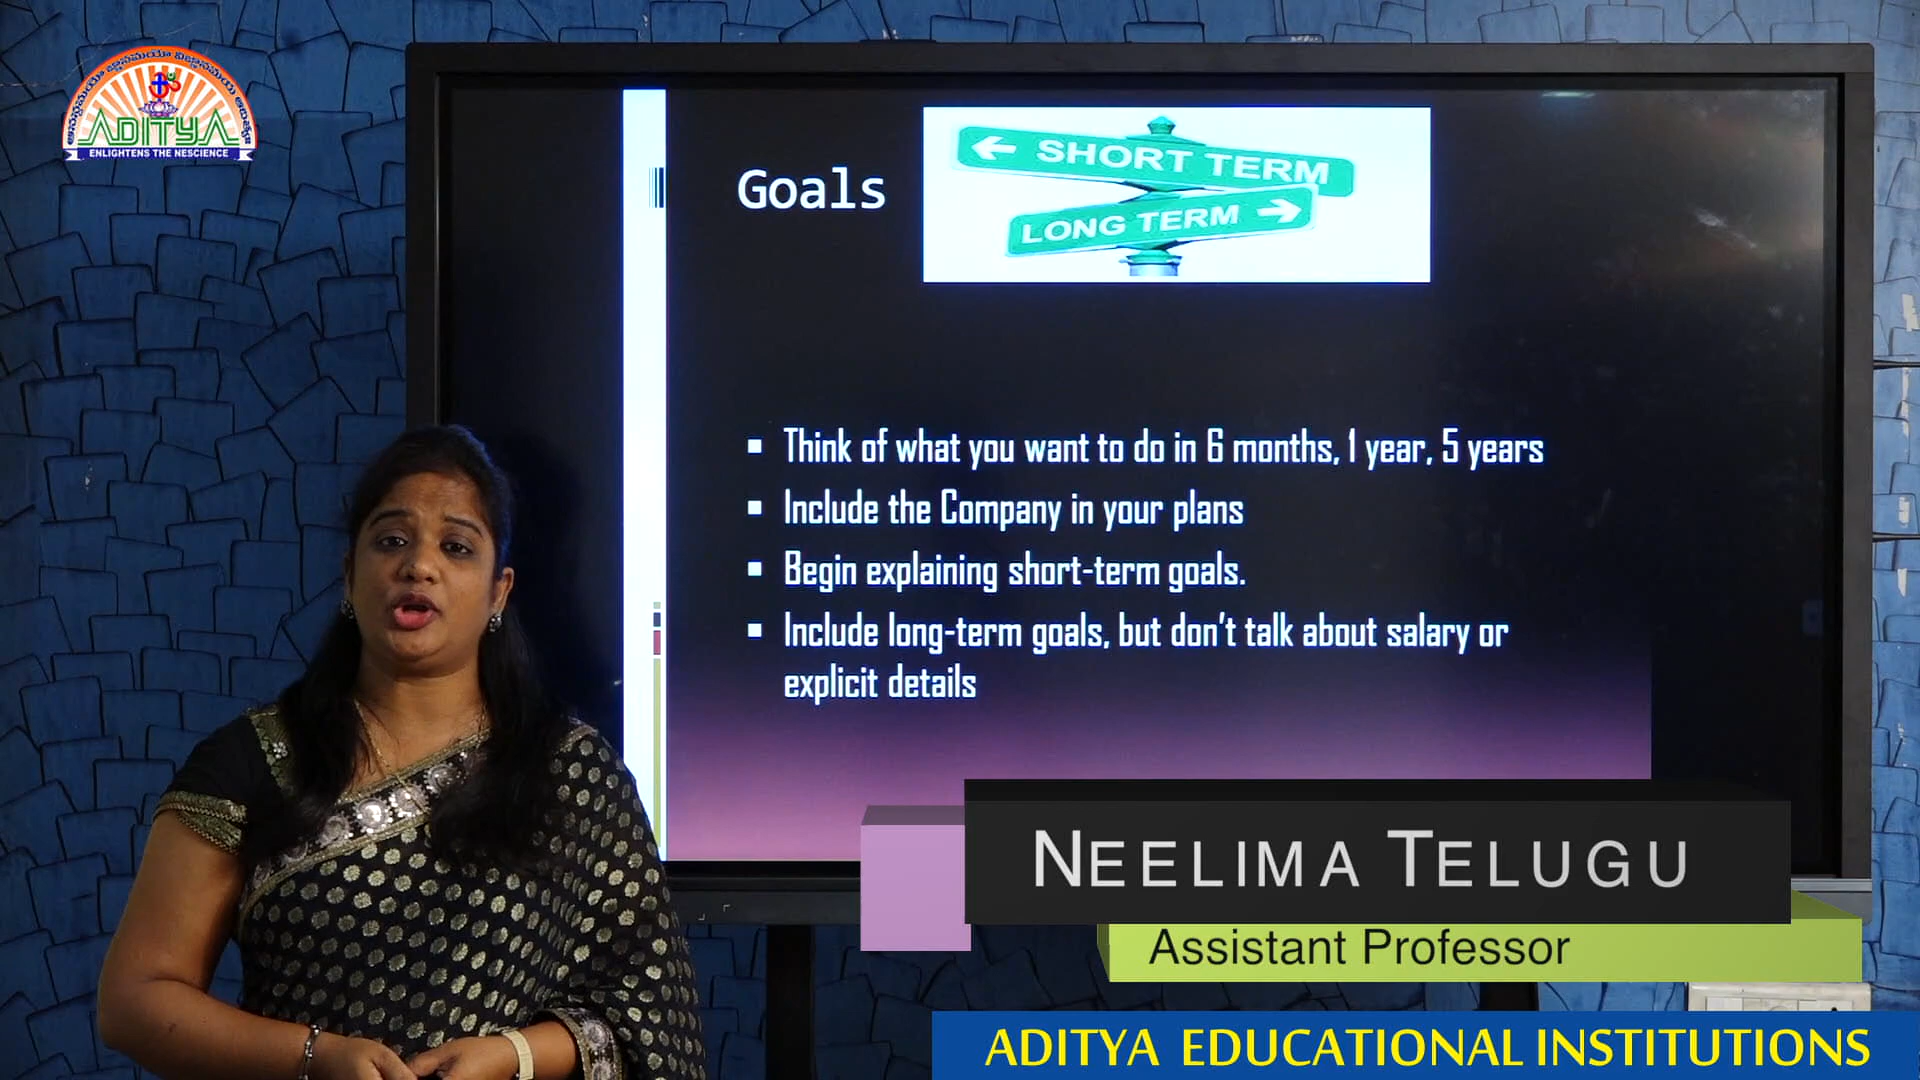 ADITYA
ENLIGHTENS THE NESCIENCE
Goals
SHORT TERM
LONG TERM
▪ Think of what you want to do in 6 months, 1 year, 5 years
▪ Include the Company in your plans
▪ Begin explaining short-term goals.
▪ Include long-term goals, but don't talk about salary or
explicit details
NEELIMA TELUGU
Assistant Professor
ADITYA EDUCATIONAL INSTITUTIONS